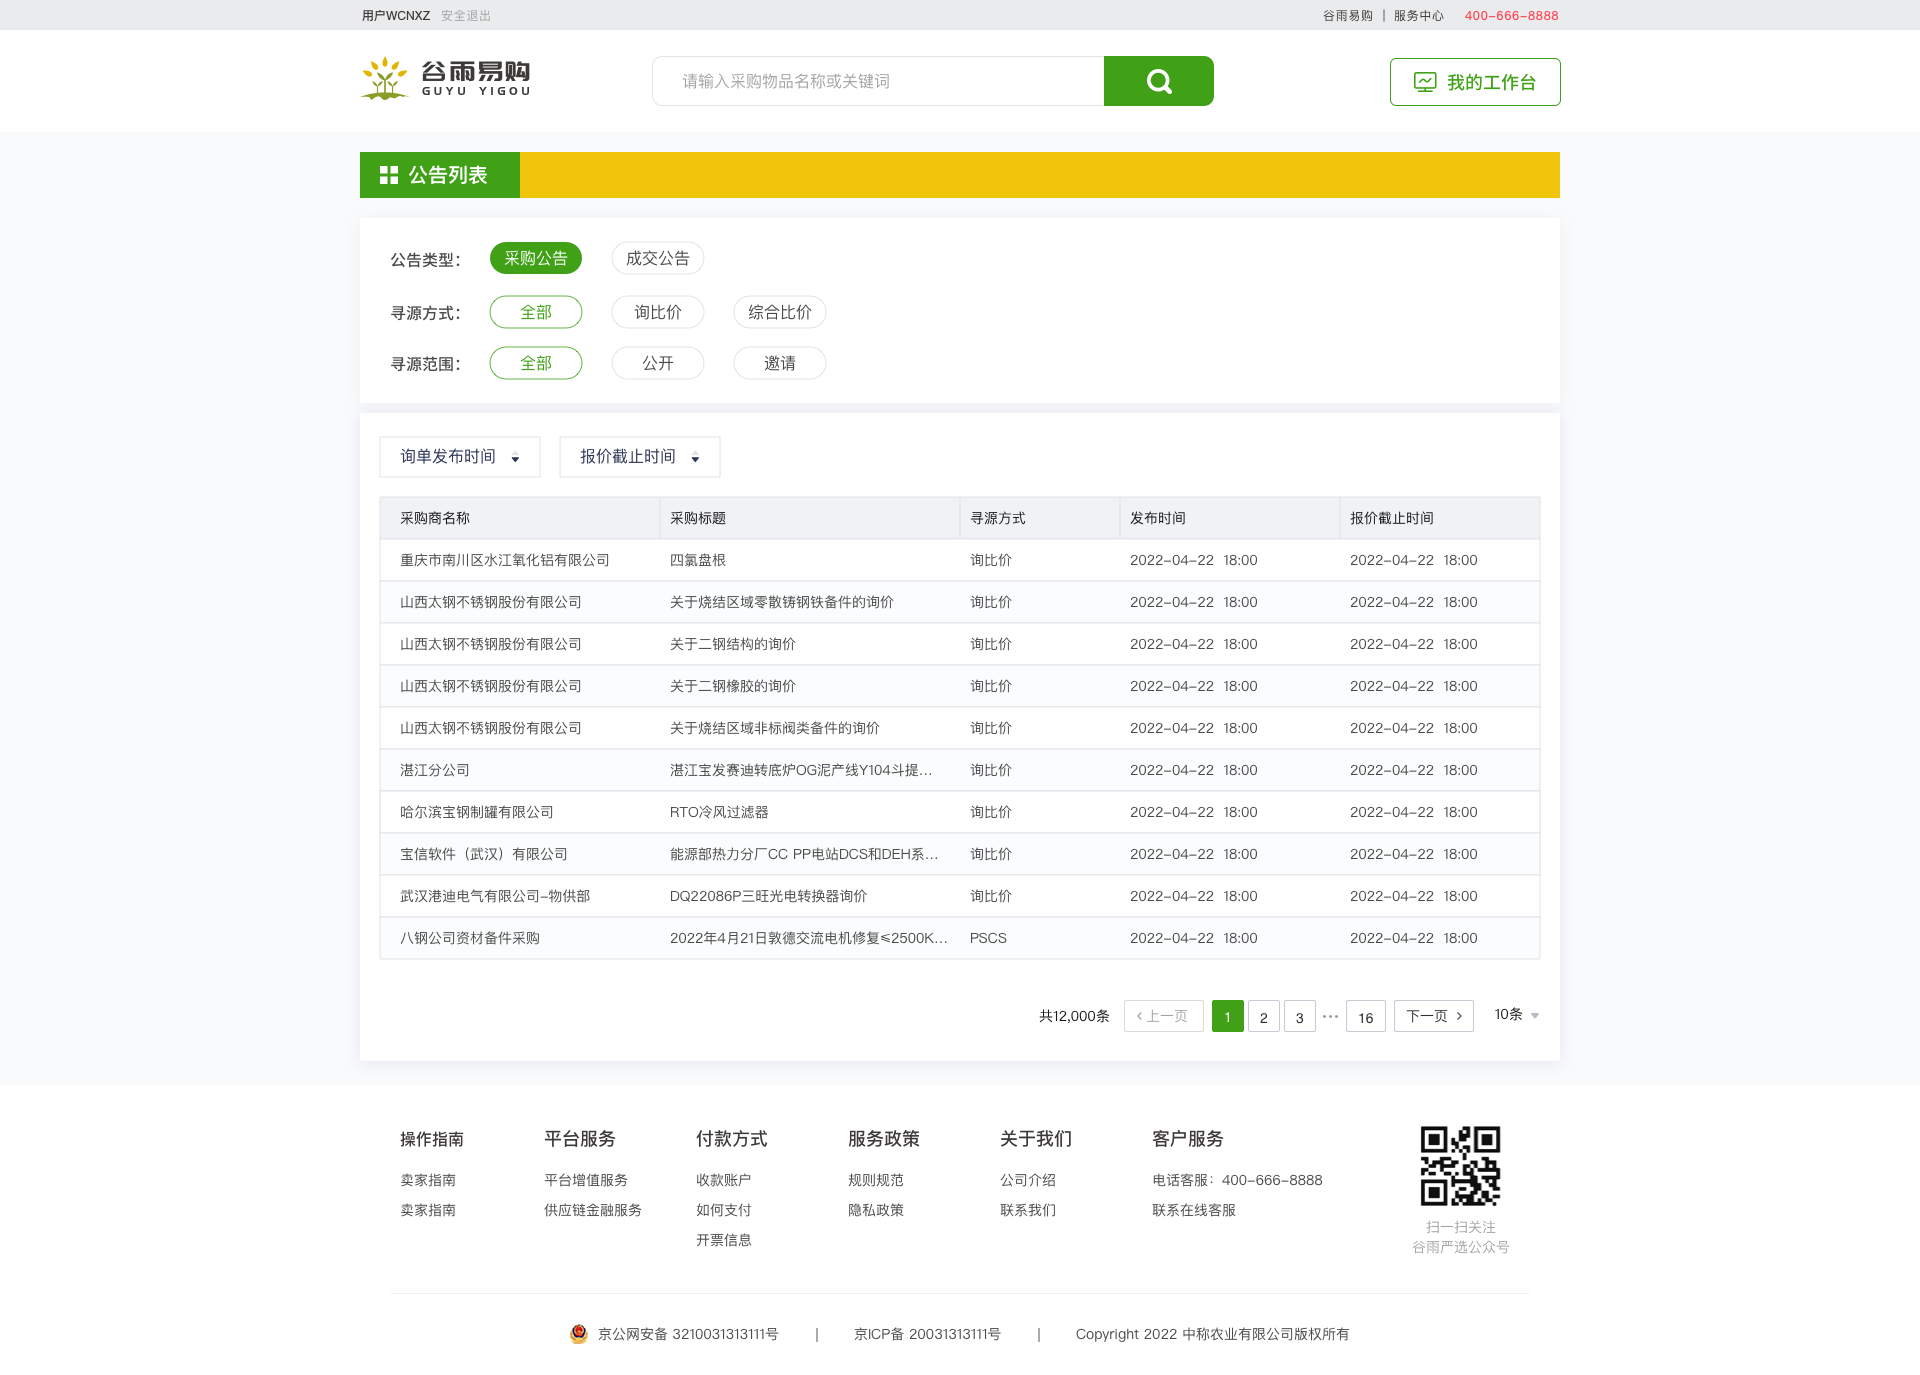 用户WCNXZ 安全退出
谷雨易购 | 服务中心 400-666-8888
谷雨易购
GUYU YIGOU
请输入采购物品名称或关键词
我的工作台
公告列表
公告类型： 采购公告 成交公告
寻源方式： 全部 询比价 综合比价
寻源范围： 全部 公开 邀请
询单发布时间 报价截止时间
采购商名称 采购标题 寻源方式 发布时间 报价截止时间
重庆市南川区水江氧化铝有限公司 四氯盘根 询比价 2022-04-22 18:00 2022-04-22 18:00
山西太钢不锈钢股份有限公司 关于烧结区域零散铸钢铁备件的询价 询比价 2022-04-22 18:00 2022-04-22 18:00
山西太钢不锈钢股份有限公司 关于二钢结构的询价 询比价 2022-04-22 18:00 2022-04-22 18:00
山西太钢不锈钢股份有限公司 关于二钢橡胶的询价 询比价 2022-04-22 18:00 2022-04-22 18:00
山西太钢不锈钢股份有限公司 关于烧结区域非标阀类备件的询价 询比价 2022-04-22 18:00 2022-04-22 18:00
湛江分公司 湛江宝发赛迪转底炉OG泥产线Y104斗提... 询比价 2022-04-22 18:00 2022-04-22 18:00
哈尔滨宝钢制罐有限公司 RTO冷风过滤器 询比价 2022-04-22 18:00 2022-04-22 18:00
宝信软件（武汉）有限公司 能源部热力分厂CC PP电站DCS和DEH系... 询比价 2022-04-22 18:00 2022-04-22 18:00
武汉港迪电气有限公司-物供部 DQ22086P三旺光电转换器询价 询比价 2022-04-22 18:00 2022-04-22 18:00
八钢公司资材备件采购 2022年4月21日敦德交流电机修复≤2500K... PSCS 2022-04-22 18:00 2022-04-22 18:00
共12,000条 <上一页 1 2 3 ••• 16 下一页 > 10条
操作指南 平台服务 付款方式 服务政策 关于我们 客户服务
卖家指南 平台增值服务 收款账户 规则规范 公司介绍 电话客服：400-666-8888
卖家指南 供应链金融服务 如何支付 隐私政策 联系我们 联系在线客服
开票信息
扫一扫关注
谷雨严选公众号
京公网安备 3210031313111号 | 京ICP备 20031313111号 | Copyright 2022 中称农业有限公司版权所有